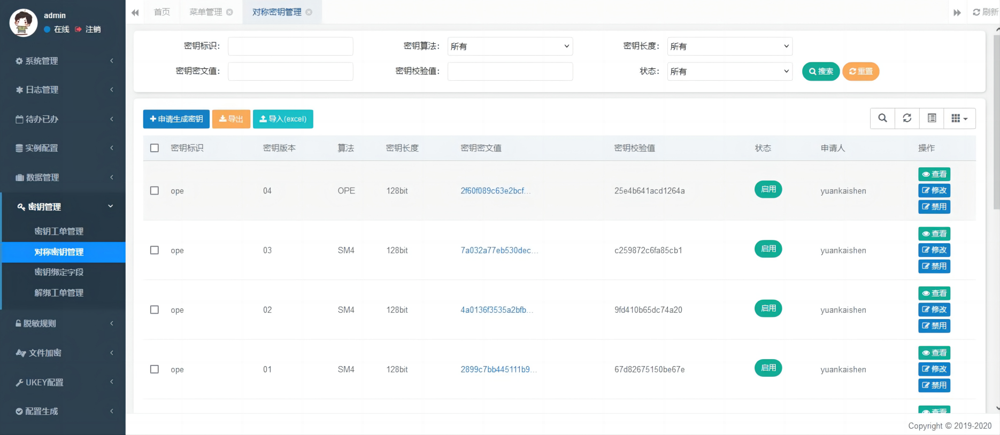 admin
在线 注销
首页 菜单管理 对称密钥管理 刷新
系统管理
日志管理
待办已办
实例配置
数据管理
密钥管理
密钥工单管理
对称密钥管理
密钥绑定字段
解绑工单管理
脱敏规则
文件加密
UKEY配置
配置生成
密钥标识: 密钥算法: 所有 密钥长度: 所有
密钥密文值: 密钥校验值: 状态: 所有 搜索 重置
申请生成密钥 导出 导入(excel)
密钥标识 密钥版本 算法 密钥长度 密钥密文值 密钥校验值 状态 申请人 操作
ope 04 OPE 128bit 2f60f089c63e2bcf... 25e4b641acd1264a 启用 yuankaishen 查看 修改 禁用
ope 03 SM4 128bit 7a032a77eb530dec... c259872c6fa85cb1 启用 yuankaishen 查看 修改 禁用
ope 02 SM4 128bit 4a0136f3535a2bfb... 9fd410b65dc74a20 启用 yuankaishen 查看 修改 禁用
ope 01 SM4 128bit 2899c7bb445111b9... 67d82675150be67e 启用 yuankaishen 查看 修改 禁用
查看
Copyright © 2019-2020